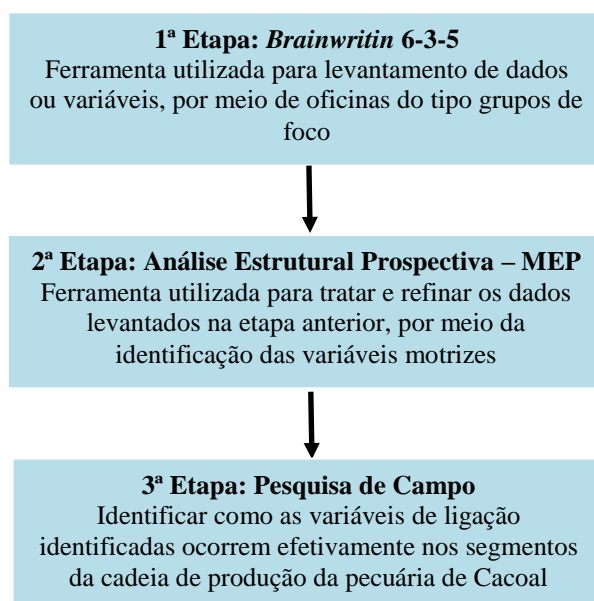 1ª Etapa: Brainwritin 6-3-5
Ferramenta utilizada para levantamento de dados
ou variáveis, por meio de oficinas do tipo grupos de
foco
2ª Etapa: Análise Estrutural Prospectiva – MEP
Ferramenta utilizada para tratar e refinar os dados
levantados na etapa anterior, por meio da
identificação das variáveis motrizes
3ª Etapa: Pesquisa de Campo
Identificar como as variáveis de ligação
identificadas ocorrem efetivamente nos segmentos
da cadeia de produção da pecuária de Cacoal